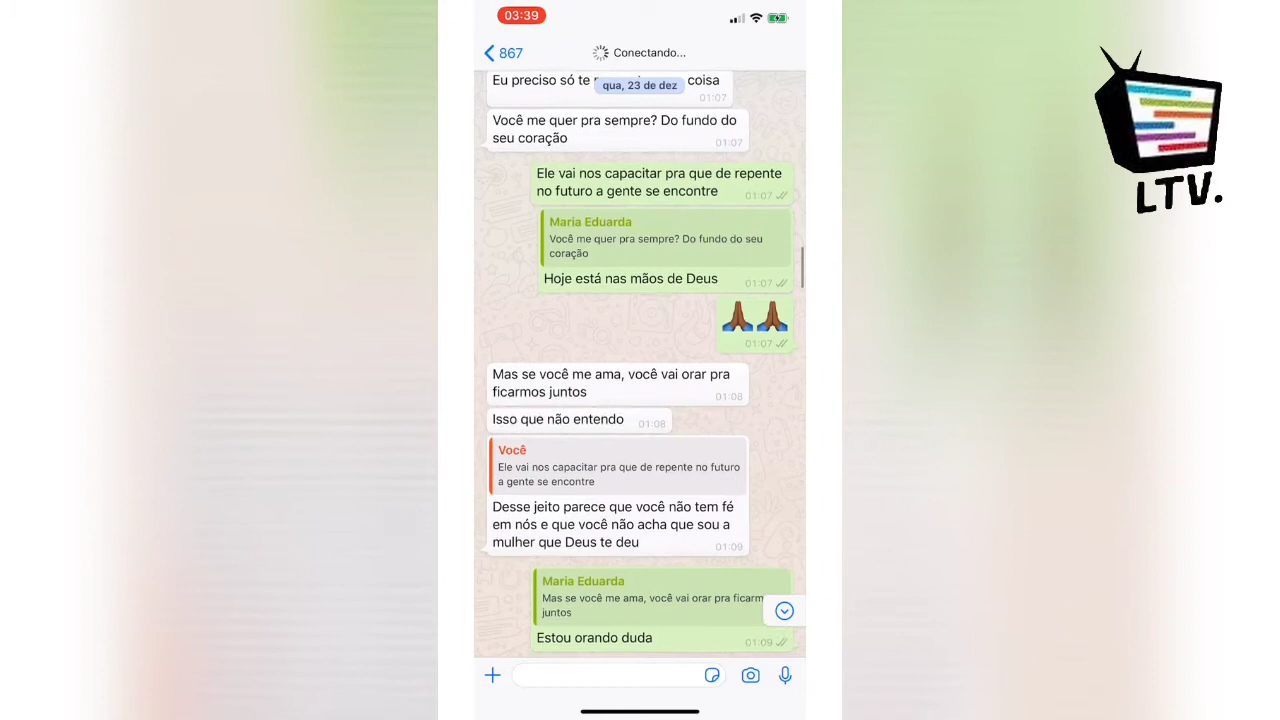 03:39
867
Conectando...
Eu preciso só te
coisa
qua, 23 de dez
01:07
Você me quer pra sempre? Do fundo do
seu coração
01:07
Ele vai nos capacitar pra que de repente
no futuro a gente se encontre
01:07
Maria Eduarda
Você me quer pra sempre? Do fundo do seu
coração
Hoje está nas mãos de Deus
01:07
01:07
Mas se você me ama, você vai orar pra
ficarmos juntos
01:08
Isso que não entendo
01:08
Você
Ele vai nos capacitar pra que de repente no futuro
a gente se encontre
Desse jeito parece que você não tem fé
em nós e que você não acha que sou a
mulher que Deus te deu
01:09
Maria Eduarda
Mas se você me ama, você vai orar pra ficarm
juntos
Estou orando duda
01:09
LTV.